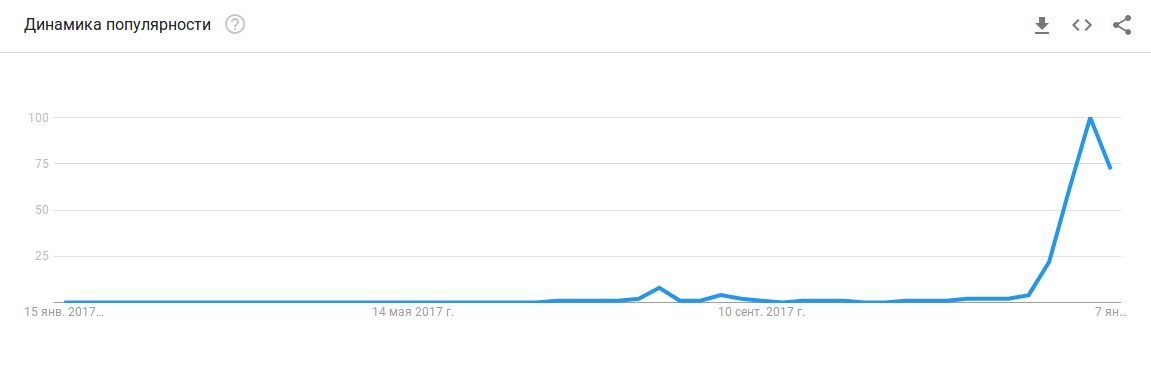 Динамика популярности
?
100
75
50
25
15 янв. 2017…
14 мая 2017 г.
10 сент. 2017 г.
7 ян…